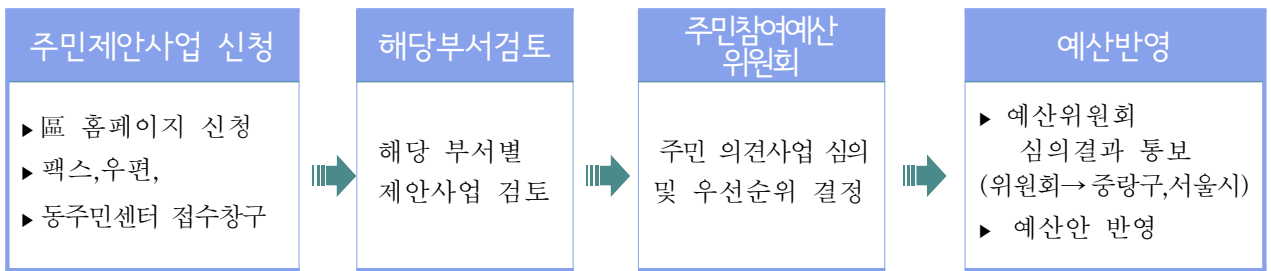 주민제안사업 신청
▶區 홈페이지 신청
▶팩스,우편,
▶동주민센터 접수창구
해당부서검토
해당 부서별
제안사업 검토
주민참여예산
위원회
주민 의견사업 심의
및 우선순위 결정
예산반영
▶ 예산위원회
심의결과 통보
(위원회→중랑구,서울시)
▶ 예산안 반영